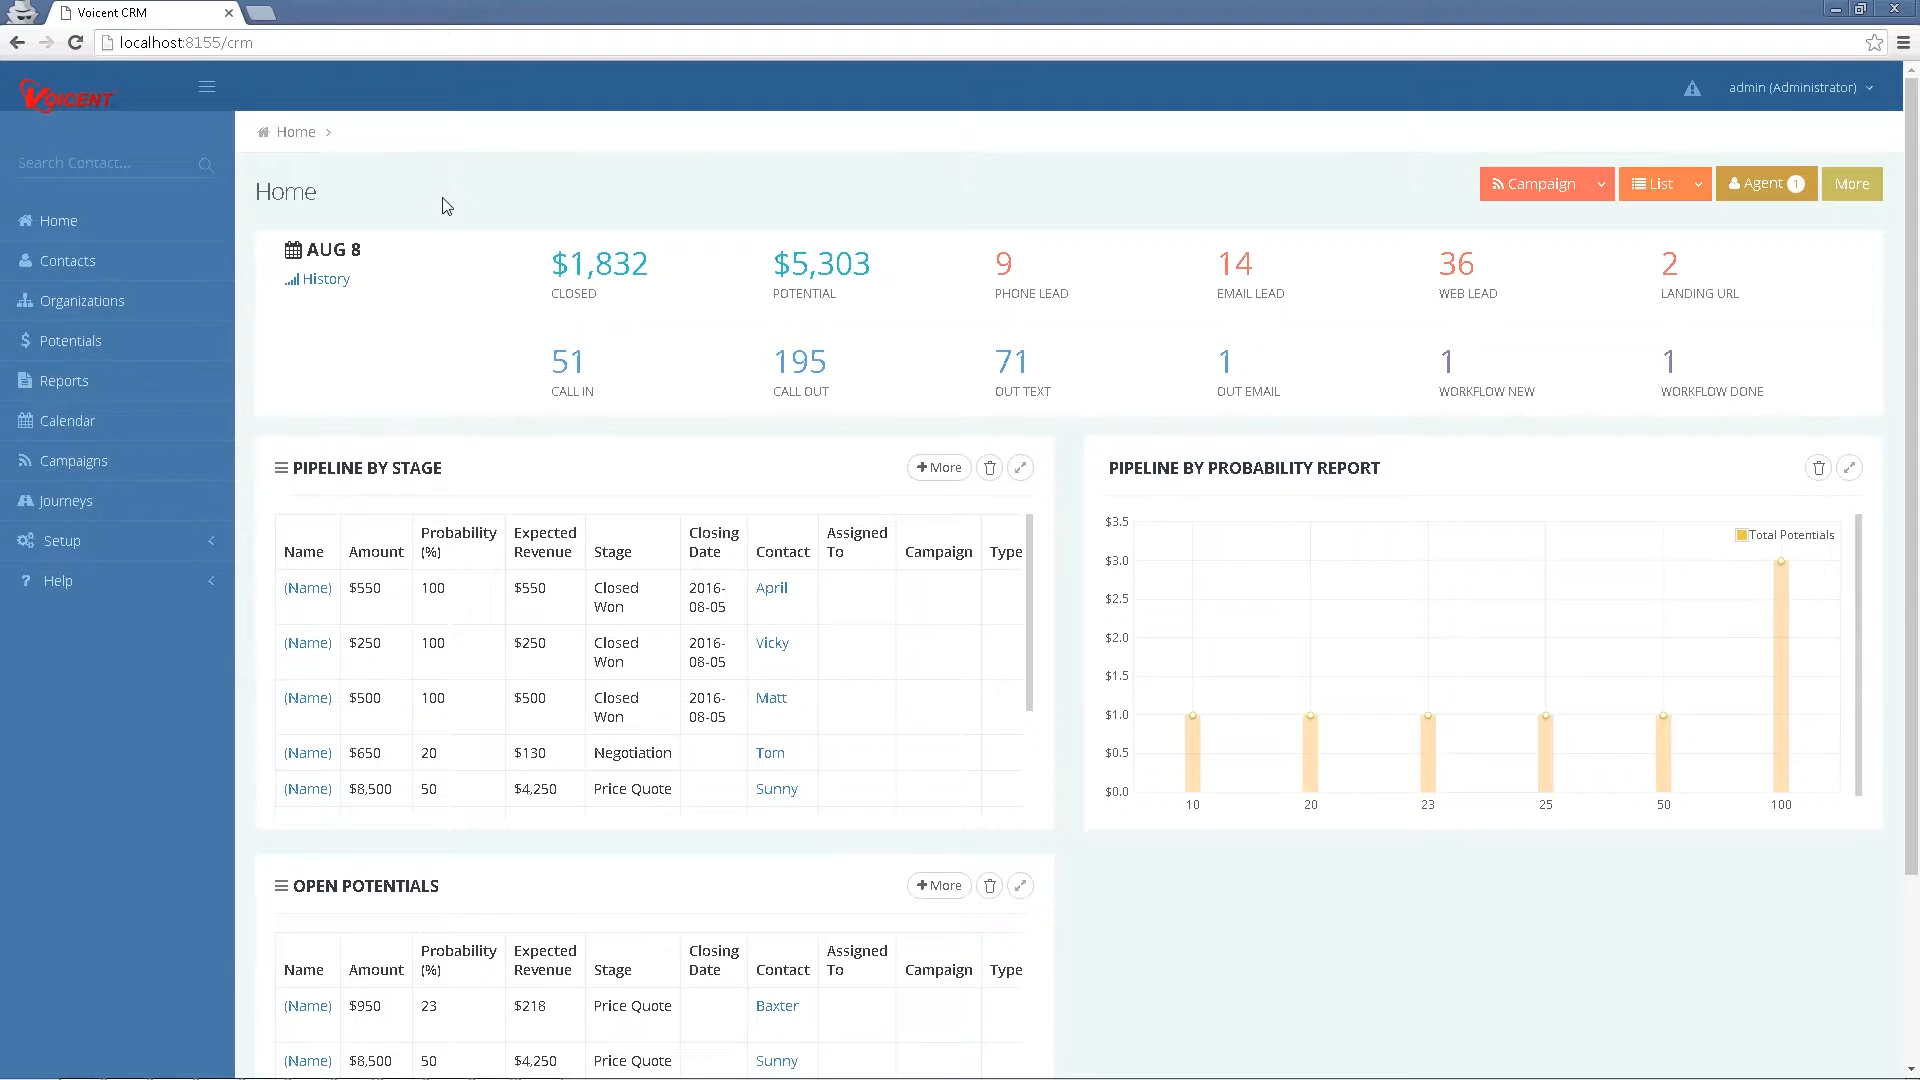 Voicent CRM
localhost:8155/crm
VOICENT
admin (Administrator)
Search Contact...
Home
Contacts
Organizations
Potentials
Reports
Calendar
Campaigns
Journeys
Setup
? Help
Home >
Home
Campaign
List
Agent 1
More
AUG 8
History
$1,832
CLOSED
$5,303
POTENTIAL
9
PHONE LEAD
14
EMAIL LEAD
36
WEB LEAD
2
LANDING URL
51
CALL IN
195
CALL OUT
71
OUT TEXT
1
OUT EMAIL
1
WORKFLOW NEW
1
WORKFLOW DONE
PIPELINE BY STAGE
+ More
Name Amount Probability (%) Expected Revenue Stage Closing Date Contact Assigned To Campaign Type
(Name) $550 100 $550 Closed Won 2016-08-05 April
(Name) $250 100 $250 Closed Won 2016-08-05 Vicky
(Name) $500 100 $500 Closed Won 2016-08-05 Matt
(Name) $650 20 $130 Negotiation Tom
(Name) $8,500 50 $4,250 Price Quote Sunny
PIPELINE BY PROBABILITY REPORT
Total Potentials
$3.5
$3.0
$2.5
$2.0
$1.5
$1.0
$0.5
$0.0
10 20 23 25 50 100
OPEN POTENTIALS
+ More
Name Amount Probability (%) Expected Revenue Stage Closing Date Contact Assigned To Campaign Type
(Name) $950 23 $218 Price Quote Baxter
(Name) $8,500 50 $4,250 Price Quote Sunny